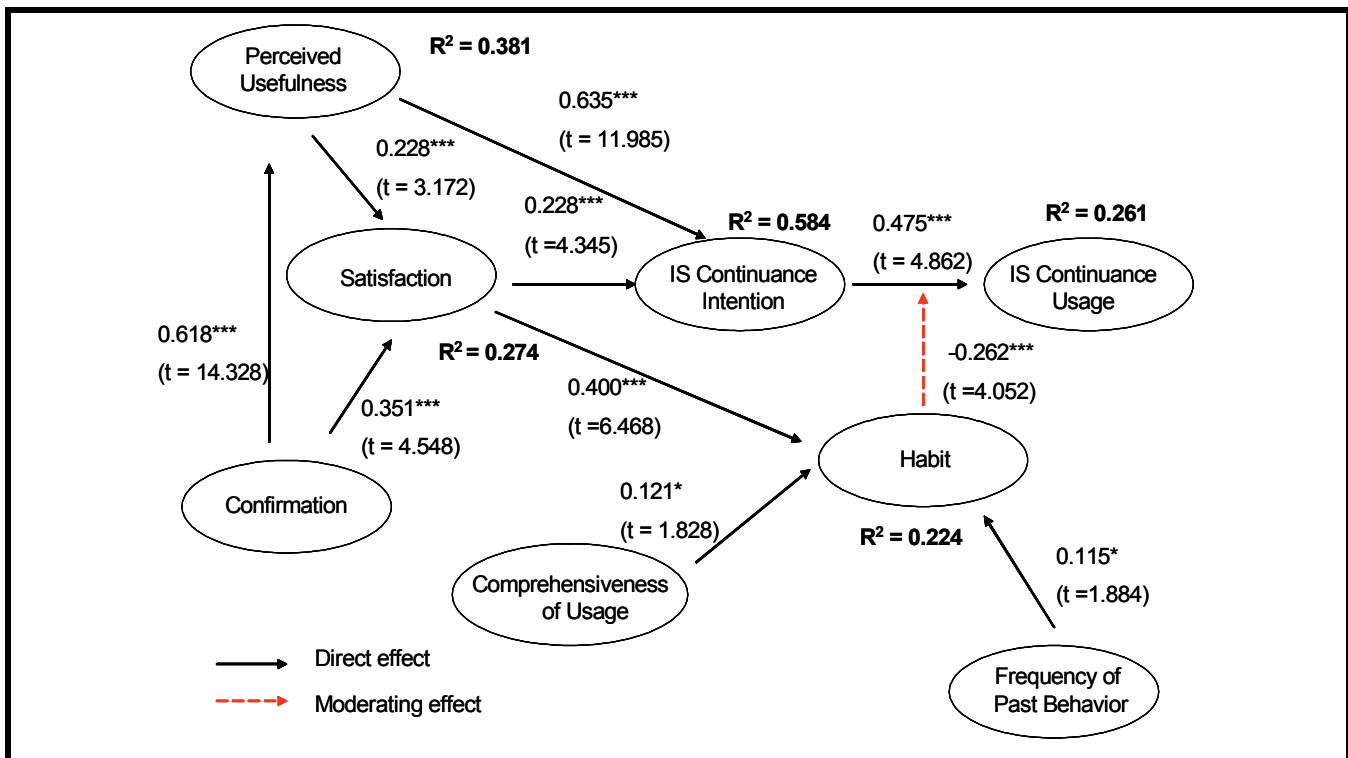 Perceived
Usefulness
R² = 0.381
0.635***
(t = 11.985)
0.228***
(t = 3.172)
0.228***
(t =4.345)
R² = 0.584
0.475***
(t = 4.862)
R² = 0.261
Satisfaction
IS Continuance
Intention
IS Continuance
Usage
0.618***
(t = 14.328)
R² = 0.274
-0.262***
(t =4.052)
0.351***
(t = 4.548)
0.400***
(t =6.468)
Habit
Confirmation
0.121*
(t = 1.828)
R² = 0.224
Comprehensiveness
of Usage
0.115*
(t =1.884)
Direct effect
Moderating effect
Frequency of
Past Behavior